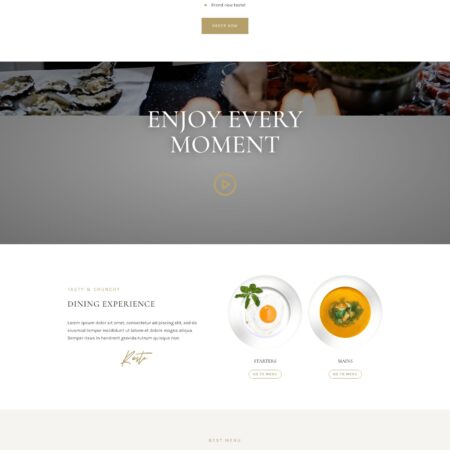 Brand new taste!
ORDER NOW
ENJOY EVERY
MOMENT
TASTY & CRUNCHY
DINING EXPERIENCE
Lorem ipsum dolor sit amet, consectetur adipiscing elit, sed do
eiusmod tempor incididunt ut labore et dolore magna aliqua.
Semper risus in hendrerit gravida rutrum quisque non.
Resto
STARTERS
MAINS
GO TO MENU
GO TO MENU
BEST MENU